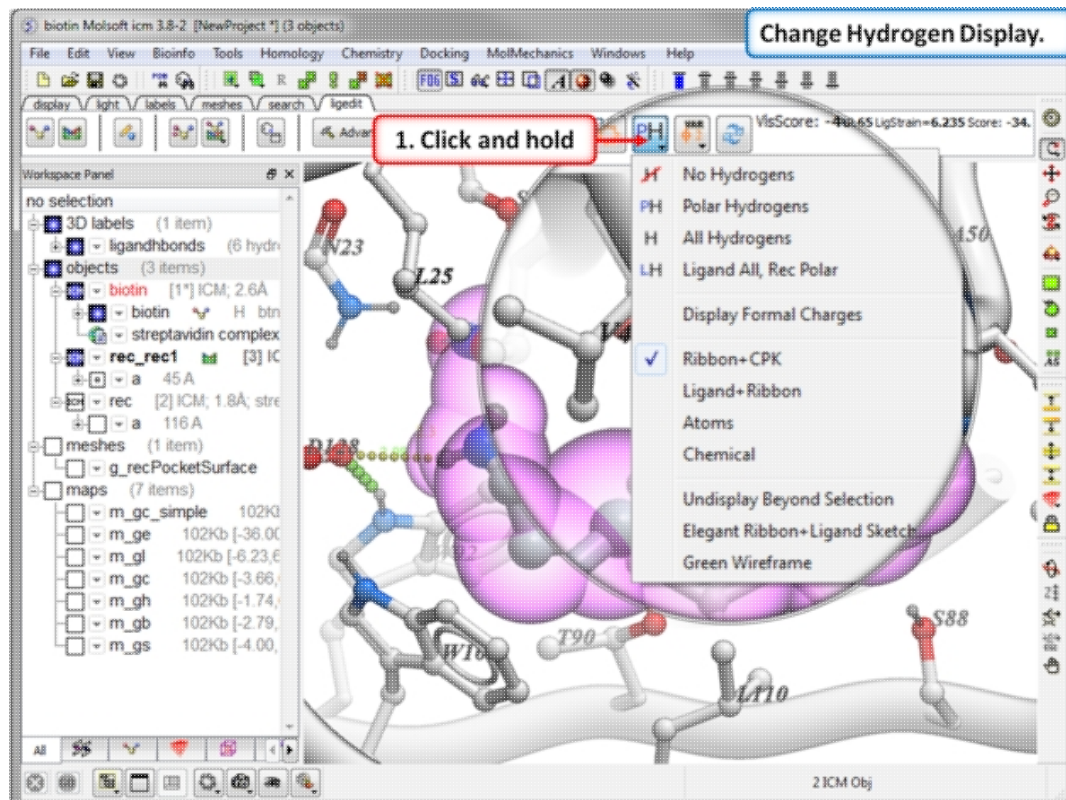 biotin Molsoft icm 3.8-2 [NewProject *] (3 objects)
Change Hydrogen Display.
File Edit View Bioinfo Tools Homology Chemistry Docking MolMechanics Windows Help
display light labels meshes search ligedit
1. Click and hold
VisScore: LigStrain=6.235 Score: -34.
Workspace Panel
no selection
3D labels (1 item)
ligandhbonds (6 hydr
objects (3 items)
biotin [1*] ICM; 2.6Å
biotin H btn
streptavidin complex
rec_rec1 [3] IC
a 45 A
rec [2] ICM; 1.8Å; stre
a 116 A
meshes (1 item)
g_recPocketSurface
maps (7 items)
m_gc_simple 102Kb
m_ge 102Kb [-36.00
m_gl 102Kb [-6.23,6
m_gc 102Kb [-3.66,
m_gh 102Kb [-1.74,
m_gb 102Kb [-2.79,
m_gs 102Kb [-4.00,
All
PH
H No Hydrogens
PH Polar Hydrogens
H All Hydrogens
LH Ligand All, Rec Polar
Display Formal Charges
Ribbon+CPK
Ligand+Ribbon
Atoms
Chemical
Undisplay Beyond Selection
Elegant Ribbon+Ligand Sketch
Green Wireframe
N23
L25
A50
D128
T90
S88
L110
2 ICM Obj